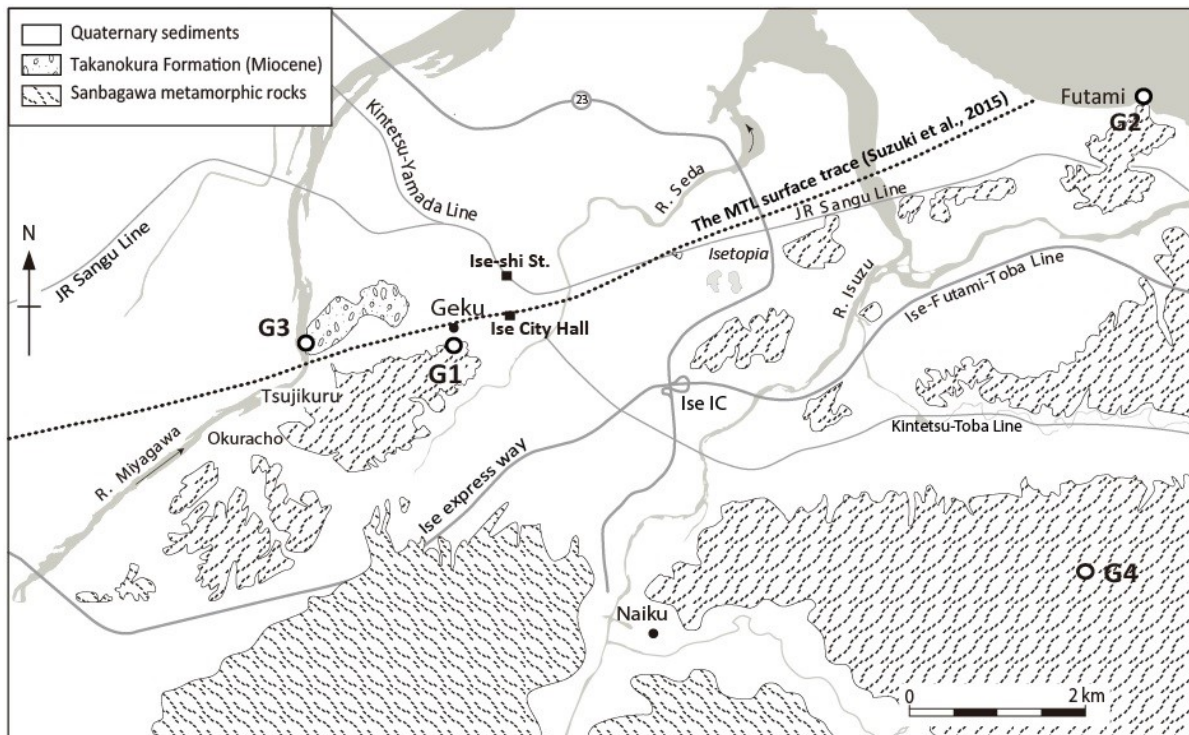 Quaternary sediments
Takanokura Formation (Miocene)
Sanbagawa metamorphic rocks
23
Futami
G2
Kintetsu-Yamada Line
R. Seda
The MTL surface trace (Suzuki et al., 2015)
JR Sangu Line
N
JR Sangu Line
Ise-shi St.
Isetopia
R. Isuzu
Ise-Futami-Toba Line
Geku
Ise City Hall
G3
G1
Tsujikuru
Ise IC
Okuracho
Kintetsu-Toba Line
R. Miyagawa
Ise express way
G4
Naiku
0
2 km